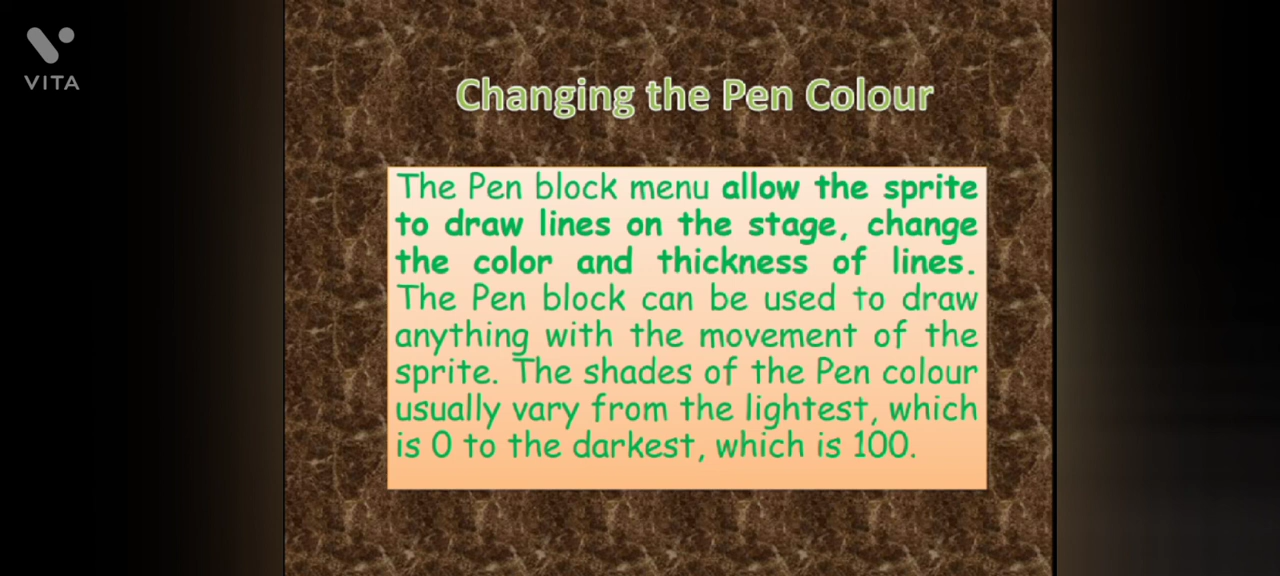 VITA
Changing the Pen Colour
The Pen block menu allow the sprite
to draw lines on the stage, change
the color and thickness of lines.
The Pen block can be used to draw
anything with the movement of the
sprite. The shades of the Pen colour
usually vary from the lightest, which
is 0 to the darkest, which is 100.